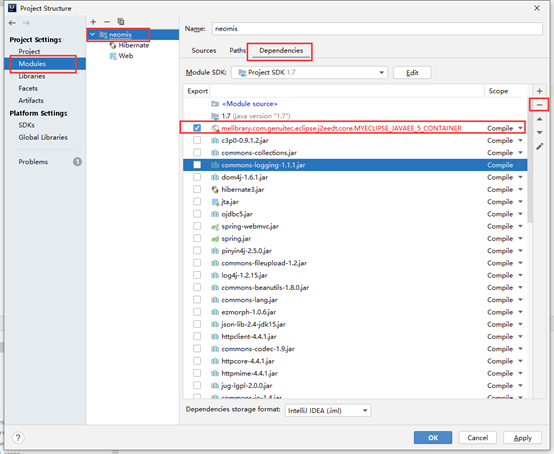 Project Structure
Project Settings
Project
Modules
Libraries
Facets
Artifacts
Platform Settings
SDKs
Global Libraries
Problems 1
neomis
Hibernate
Web
Name: neomis
Sources Paths Dependencies
Module SDK: Project SDK 1.7 Edit
Export Scope
<Module source>
1.7 (java version "1.7")
melibrary.com.genuitec.eclipse.j2eedt.core.MYECLIPSE_JAVAEE_5_CONTAINER Compile
c3p0-0.9.1.2.jar Compile
commons-collections.jar Compile
commons-logging-1.1.1.jar Compile
dom4j-1.6.1.jar Compile
hibernate3.jar Compile
jta.jar Compile
ojdbc5.jar Compile
spring-webmvc.jar Compile
spring.jar Compile
pinyin4j-2.5.0.jar Compile
commons-fileupload-1.2.jar Compile
log4j-1.2.15.jar Compile
commons-beanutils-1.8.0.jar Compile
commons-lang.jar Compile
ezmorph-1.0.6.jar Compile
json-lib-2.4-jdk15.jar Compile
httpclient-4.4.1.jar Compile
commons-codec-1.9.jar Compile
httpcore-4.4.1.jar Compile
httpmime-4.4.1.jar Compile
jug-lgpl-2.0.0.jar Compile
commons-io-1.4.jar Compile
Dependencies storage format: IntelliJ IDEA (.iml)
? OK Cancel Apply